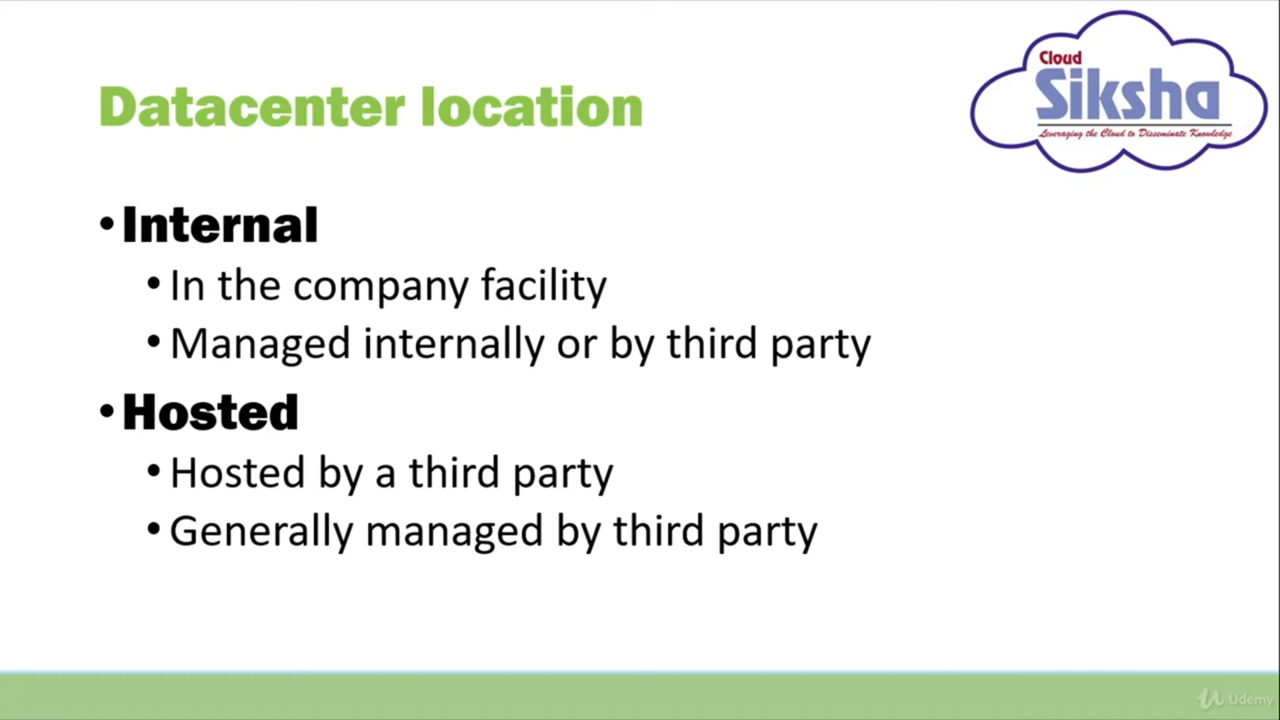 Cloud
Siksha
Leveraging the Cloud to Disseminate Knowledge
Datacenter location
• Internal
• In the company facility
• Managed internally or by third party
• Hosted
• Hosted by a third party
• Generally managed by third party
Udemy